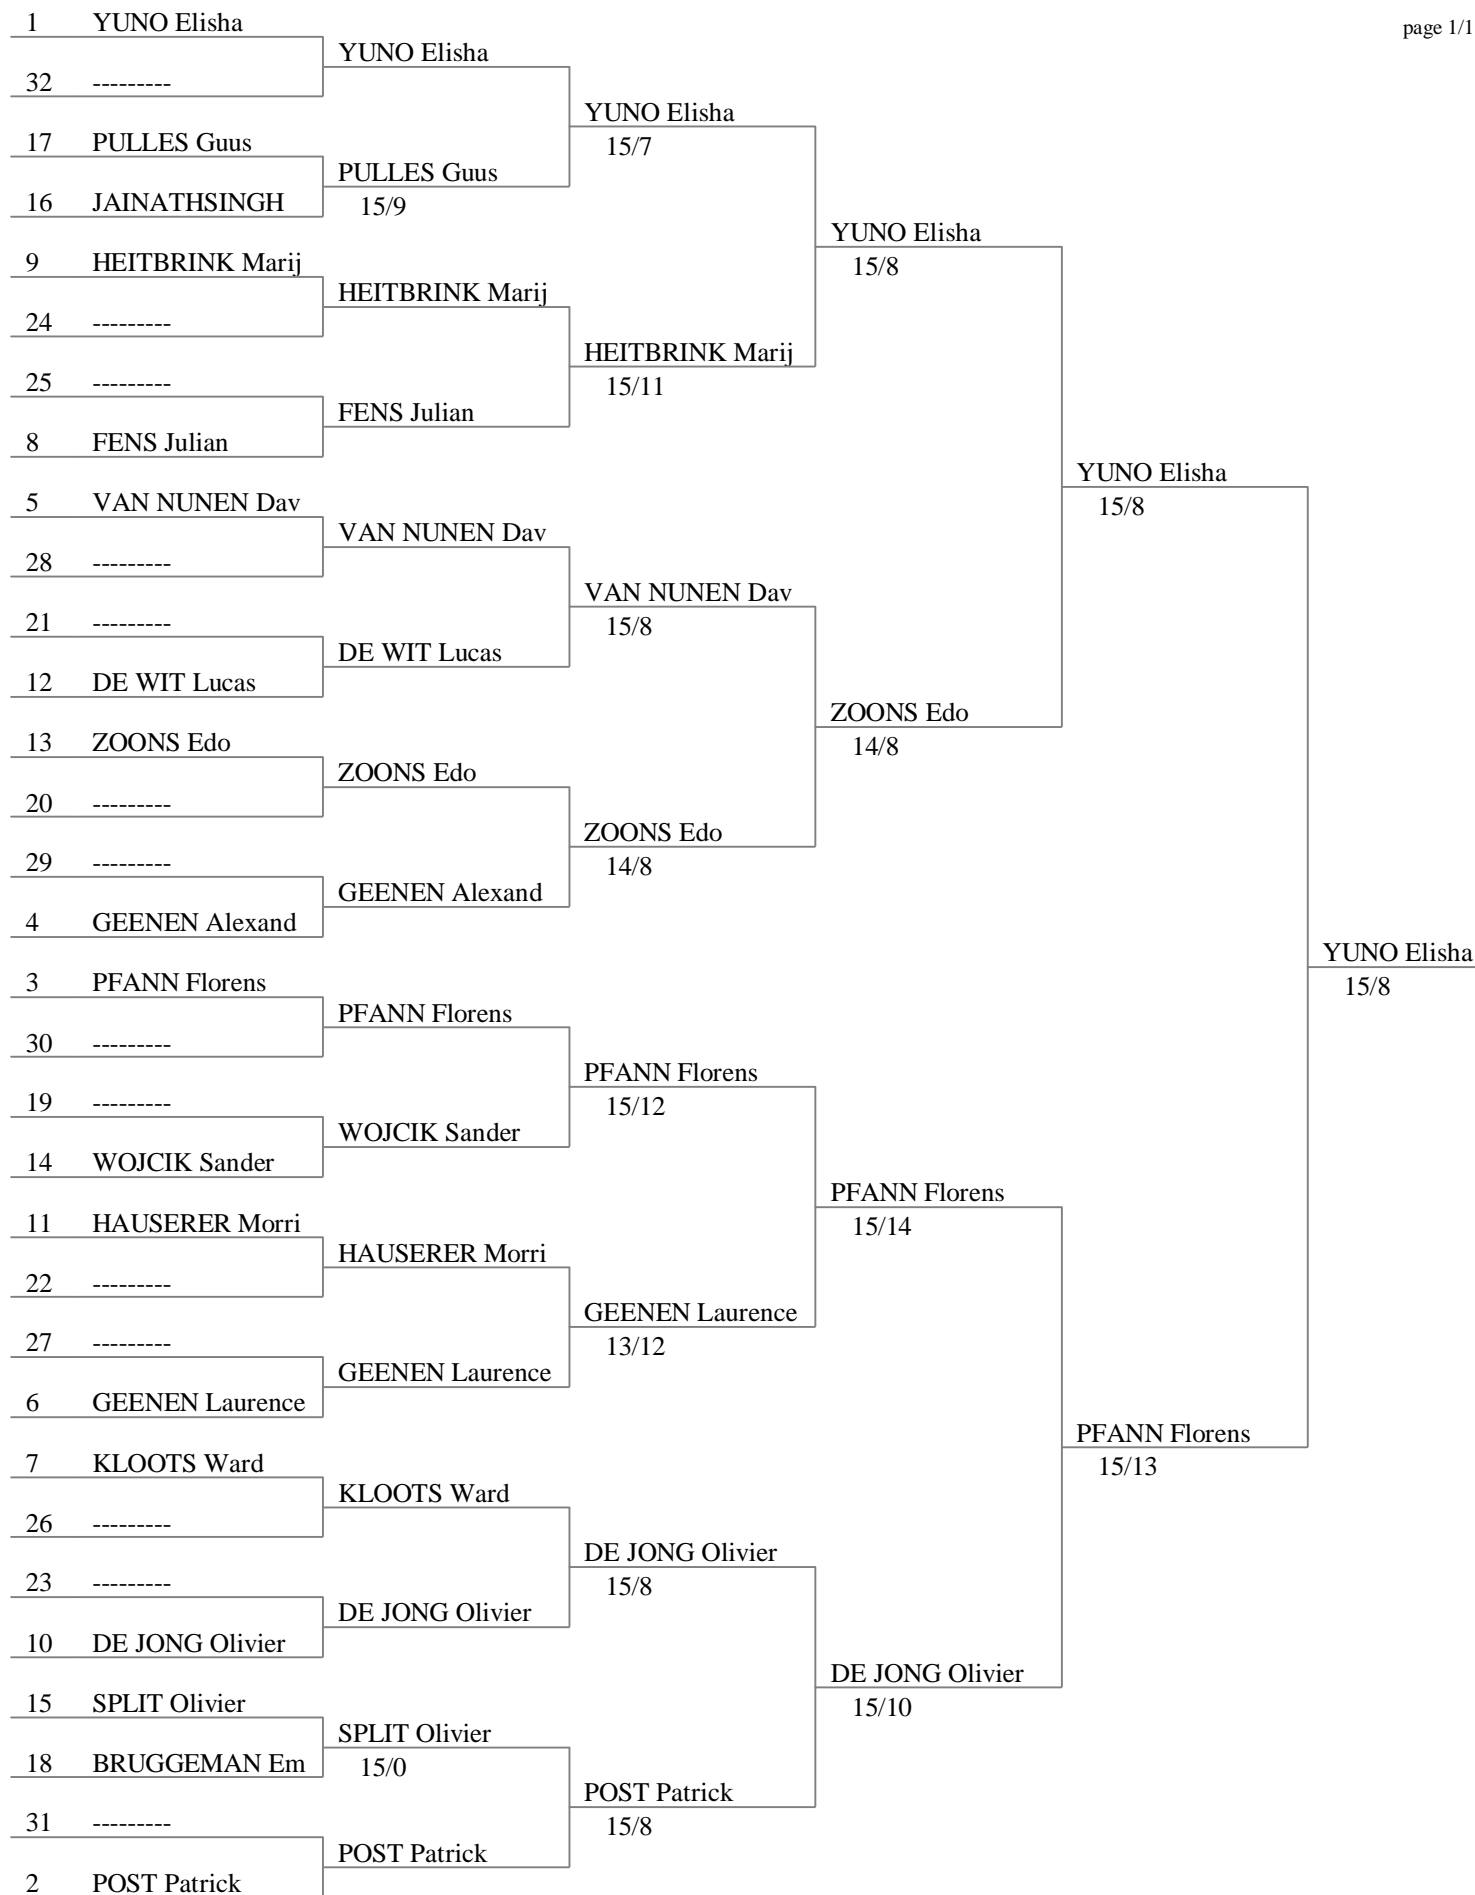 page 1/1
1 YUNO Elisha
32 ---------
17 PULLES Guus
16 JAINATHSINGH
9 HEITBRINK Marij
24 ---------
25 ---------
8 FENS Julian
5 VAN NUNEN Dav
28 ---------
21 ---------
12 DE WIT Lucas
13 ZOONS Edo
20 ---------
29 ---------
4 GEENEN Alexand
3 PFANN Florens
30 ---------
19 ---------
14 WOJCIK Sander
11 HAUSERER Morri
22 ---------
27 ---------
6 GEENEN Laurence
7 KLOOTS Ward
26 ---------
23 ---------
10 DE JONG Olivier
15 SPLIT Olivier
18 BRUGGEMAN Em
31 ---------
2 POST Patrick
YUNO Elisha
PULLES Guus
15/9
HEITBRINK Marij
FENS Julian
VAN NUNEN Dav
DE WIT Lucas
ZOONS Edo
GEENEN Alexand
PFANN Florens
WOJCIK Sander
HAUSERER Morri
GEENEN Laurence
KLOOTS Ward
DE JONG Olivier
SPLIT Olivier
15/0
POST Patrick
YUNO Elisha
15/7
HEITBRINK Marij
15/11
VAN NUNEN Dav
15/8
ZOONS Edo
14/8
PFANN Florens
15/12
GEENEN Laurence
13/12
DE JONG Olivier
15/8
POST Patrick
15/8
YUNO Elisha
15/8
ZOONS Edo
14/8
PFANN Florens
15/14
DE JONG Olivier
15/10
YUNO Elisha
15/8
PFANN Florens
15/13
YUNO Elisha
15/8